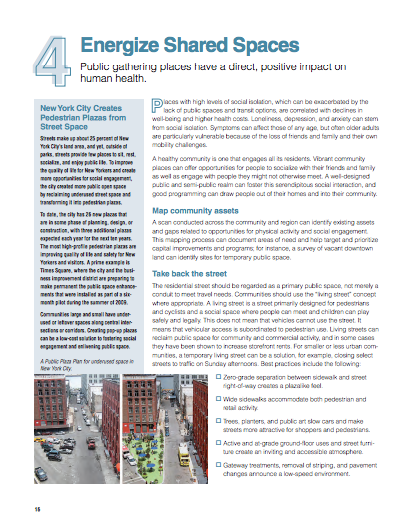 4 Energize Shared Spaces
Public gathering places have a direct, positive impact on
human health.
New York City Creates
Pedestrian Plazas from
Street Space
Streets make up about 25 percent of New
York City's land area, and yet, outside of
parks, streets provide few places to sit, rest,
socialize, and enjoy public life. To improve
the quality of life for New Yorkers and create
more opportunities for social engagement,
the city created more public open space
by reclaiming underused street space and
transforming it into pedestrian plazas.
To date, the city has 26 new plazas that
are in some phase of planning, design, or
construction, with three additional plazas
expected each year for the next ten years.
The most high-profile pedestrian plazas are
improving quality of life and safety for New
Yorkers and visitors. A prime example is
Times Square, where the city and the busi-
ness improvement district are preparing to
make permanent the public space enhance-
ments that were installed as part of a six-
month pilot during the summer of 2009.
Communities large and small have under-
used or leftover spaces along central inter-
sections or corridors. Creating pop-up plazas
can be a low-cost solution to fostering social
engagement and enlivening public space.
A Public Plaza Plan for underused space in
New York City.
Places with high levels of social isolation, which can be exacerbated by the
lack of public spaces and transit options, are correlated with declines in
well-being and higher health costs. Loneliness, depression, and anxiety can stem
from social isolation. Symptoms can affect those of any age, but often older adults
are particularly vulnerable because of the loss of friends and family and their own
mobility challenges.
A healthy community is one that engages all its residents. Vibrant community
places can offer opportunities for people to socialize with their friends and family
as well as engage with people they might not otherwise meet. A well-designed
public and semi-public realm can foster this serendipitous social interaction, and
good programming can draw people out of their homes and into their community.
Map community assets
A scan conducted across the community and region can identify existing assets
and gaps related to opportunities for physical activity and social engagement.
This mapping process can document areas of need and help target and prioritize
capital improvements and programs; for instance, a survey of vacant downtown
land can identify sites for temporary public space.
Take back the street
The residential street should be regarded as a primary public space, not merely a
conduit to meet travel needs. Communities should use the "living street" concept
where appropriate. A living street is a street primarily designed for pedestrians
and cyclists and a social space where people can meet and children can play
safely and legally. This does not mean that vehicles cannot use the street. It
means that vehicular access is subordinated to pedestrian use. Living streets can
reclaim public space for community and commercial activity, and in some cases
they have been shown to increase storefront rents. For smaller or less urban com-
munities, a temporary living street can be a solution, for example, closing select
streets to traffic on Sunday afternoons. Best practices include the following:
Zero-grade separation between sidewalk and street
right-of-way creates a plazalike feel.
Wide sidewalks accommodate both pedestrian and
retail activity.
Trees, planters, and public art slow cars and make
streets more attractive for shoppers and pedestrians.
Active and at-grade ground-floor uses and street furni-
ture create an inviting and accessible atmosphere.
Gateway treatments, removal of striping, and pavement
changes announce a low-speed environment.
16